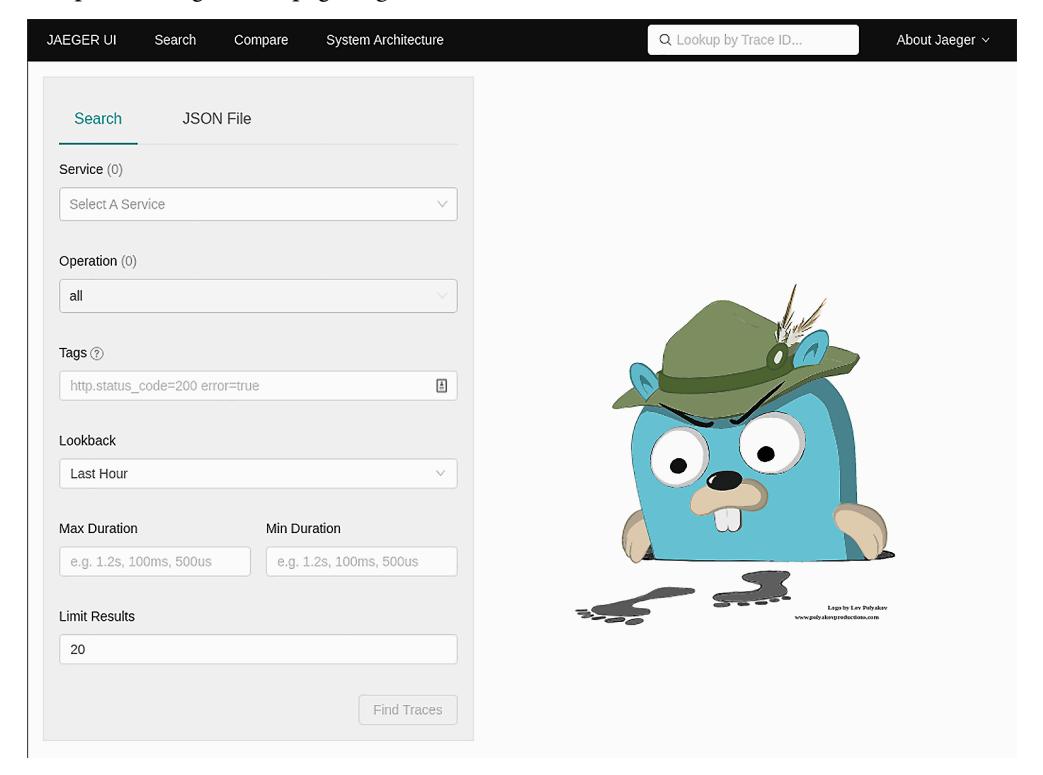 JAEGER UI Search Compare System Architecture Lookup by Trace ID... About Jaeger
Search JSON File
Service (0)
Select A Service
Operation (0)
all
Tags ?
http.status_code=200 error=true
Lookback
Last Hour
Max Duration Min Duration
e.g. 1.2s, 100ms, 500us e.g. 1.2s, 100ms, 500us
Limit Results
20
Find Traces
Logo by Lev Polyakov
www.polyakovproductions.com